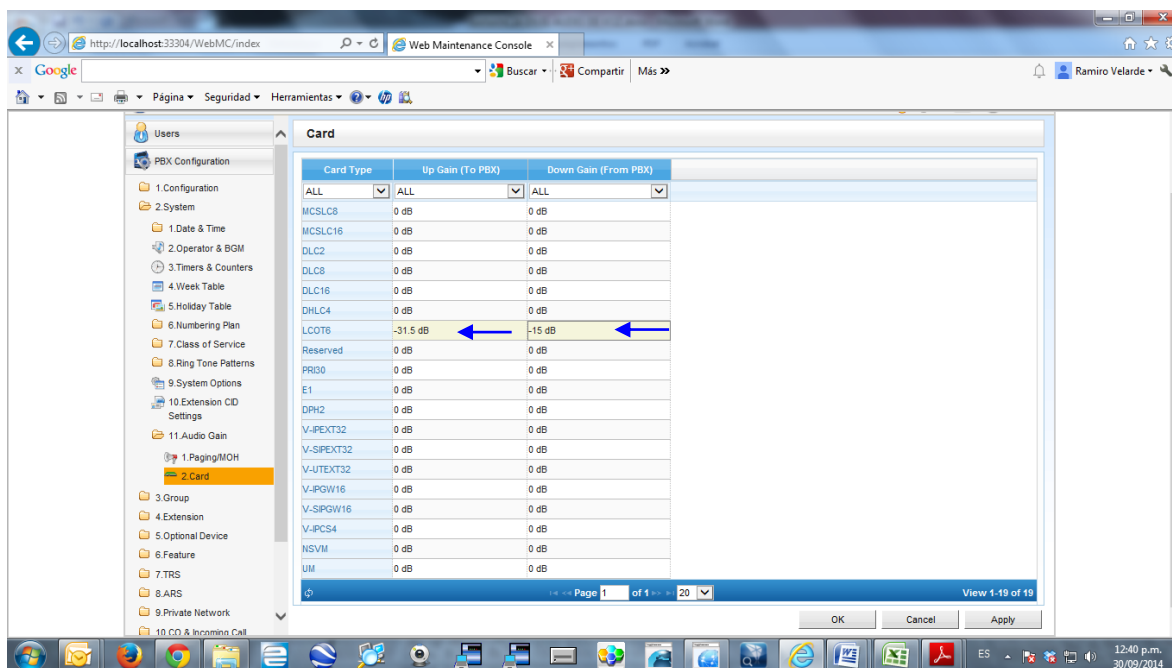 http://localhost:33304/WebMC/index
Web Maintenance Console
x Google
Buscar
Compartir
Más
Ramiro Velarde
Página
Seguridad
Herramientas
Users
PBX Configuration
1.Configuration
2.System
1.Date & Time
2.Operator & BGM
3.Timers & Counters
4.Week Table
5.Holiday Table
6.Numbering Plan
7.Class of Service
8.Ring Tone Patterns
9.System Options
10.Extension CID
Settings
11.Audio Gain
1.Paging/MOH
2.Card
3.Group
4.Extension
5.Optional Device
6.Feature
7.TRS
8.ARS
9.Private Network
10.CO & Incoming Call
Card
Card Type Up Gain (To PBX) Down Gain (From PBX)
ALL ALL ALL
MCSLC8 0 dB 0 dB
MCSLC16 0 dB 0 dB
DLC2 0 dB 0 dB
DLC8 0 dB 0 dB
DLC16 0 dB 0 dB
DHLC4 0 dB 0 dB
LCOT6 -31.5 dB -15 dB
Reserved 0 dB 0 dB
PRI30 0 dB 0 dB
E1 0 dB 0 dB
DPH2 0 dB 0 dB
V-IPEXT32 0 dB 0 dB
V-SIPEXT32 0 dB 0 dB
V-UTEXT32 0 dB 0 dB
V-IPGW16 0 dB 0 dB
V-SIPGW16 0 dB 0 dB
V-IPCS4 0 dB 0 dB
NSVM 0 dB 0 dB
UM 0 dB 0 dB
Page 1 of 1 20 View 1-19 of 19
OK Cancel Apply
ES 12:40 p.m.
30/09/2014